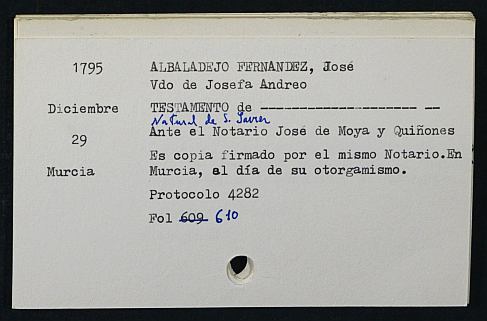 1795 ALBALADEJO FERNANDEZ, José
Vdo de Josefa Andreo
Diciembre TESTAMENTO de -------------------- --
Natural de S. Javier
29 Ante el Notario José de Moya y Quiñones
Es copia firmado por el mismo Notario.En
Murcia Murcia, el día de su otorgamismo.
Protocolo 4282
Fol 609 610